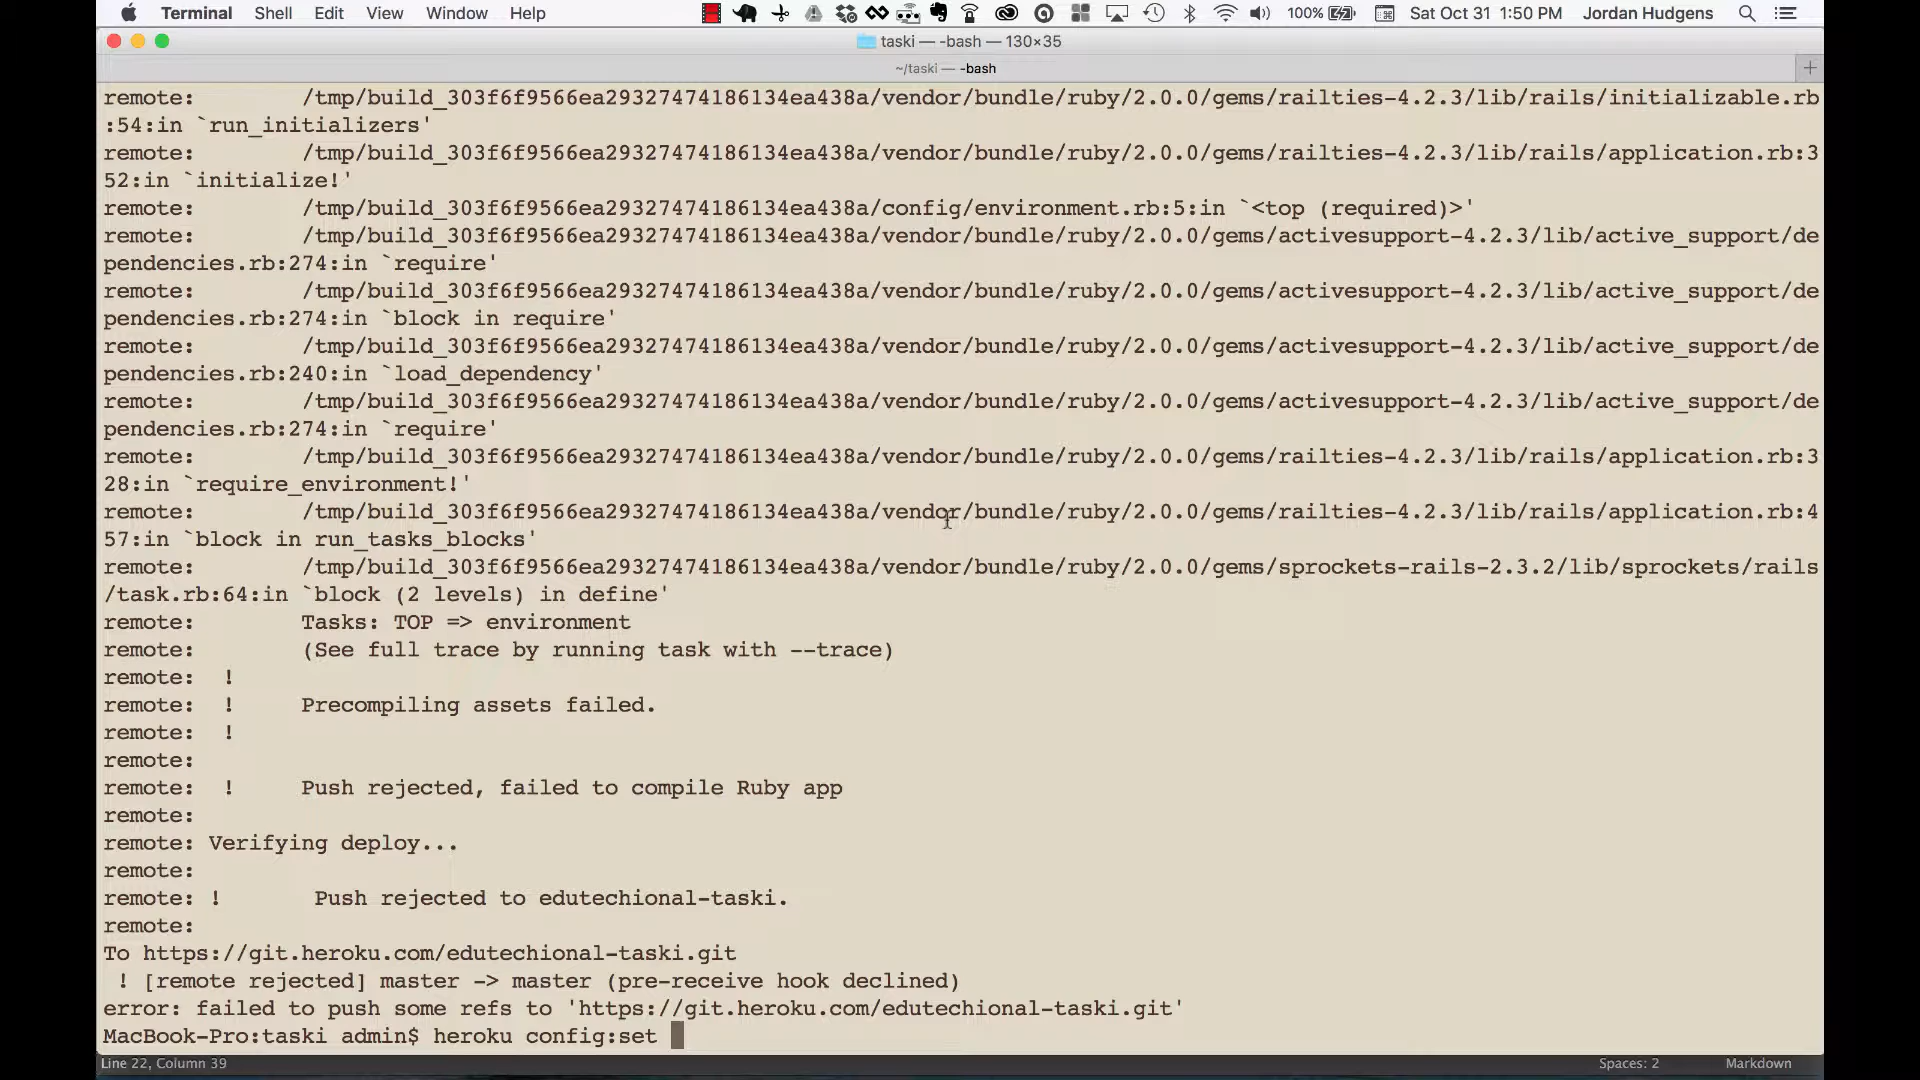 Terminal Shell Edit View Window Help 100% Sat Oct 31 1:50 PM Jordan Hudgens
taski — -bash — 130×35
~/taski — -bash
remote:        /tmp/build_303f6f9566ea29327474186134ea438a/vendor/bundle/ruby/2.0.0/gems/railties-4.2.3/lib/rails/initializable.rb
:54:in `run_initializers'
remote:        /tmp/build_303f6f9566ea29327474186134ea438a/vendor/bundle/ruby/2.0.0/gems/railties-4.2.3/lib/rails/application.rb:3
52:in `initialize!'
remote:        /tmp/build_303f6f9566ea29327474186134ea438a/config/environment.rb:5:in `<top (required)>'
remote:        /tmp/build_303f6f9566ea29327474186134ea438a/vendor/bundle/ruby/2.0.0/gems/activesupport-4.2.3/lib/active_support/de
pendencies.rb:274:in `require'
remote:        /tmp/build_303f6f9566ea29327474186134ea438a/vendor/bundle/ruby/2.0.0/gems/activesupport-4.2.3/lib/active_support/de
pendencies.rb:274:in `block in require'
remote:        /tmp/build_303f6f9566ea29327474186134ea438a/vendor/bundle/ruby/2.0.0/gems/activesupport-4.2.3/lib/active_support/de
pendencies.rb:240:in `load_dependency'
remote:        /tmp/build_303f6f9566ea29327474186134ea438a/vendor/bundle/ruby/2.0.0/gems/activesupport-4.2.3/lib/active_support/de
pendencies.rb:274:in `require'
remote:        /tmp/build_303f6f9566ea29327474186134ea438a/vendor/bundle/ruby/2.0.0/gems/railties-4.2.3/lib/rails/application.rb:3
28:in `require_environment!'
remote:        /tmp/build_303f6f9566ea29327474186134ea438a/vendor/bundle/ruby/2.0.0/gems/railties-4.2.3/lib/rails/application.rb:4
57:in `block in run_tasks_blocks'
remote:        /tmp/build_303f6f9566ea29327474186134ea438a/vendor/bundle/ruby/2.0.0/gems/sprockets-rails-2.3.2/lib/sprockets/rails
/task.rb:64:in `block (2 levels) in define'
remote:        Tasks: TOP => environment
remote:        (See full trace by running task with --trace)
remote:  !
remote:  !     Precompiling assets failed.
remote:  !
remote:
remote:  !     Push rejected, failed to compile Ruby app
remote:
remote: Verifying deploy...
remote:
remote: !       Push rejected to edutechional-taski.
remote:
To https://git.heroku.com/edutechional-taski.git
 ! [remote rejected] master -> master (pre-receive hook declined)
error: failed to push some refs to 'https://git.heroku.com/edutechional-taski.git'
MacBook-Pro:taski admin$ heroku config:set
Line 22, Column 39 Spaces: 2 Markdown